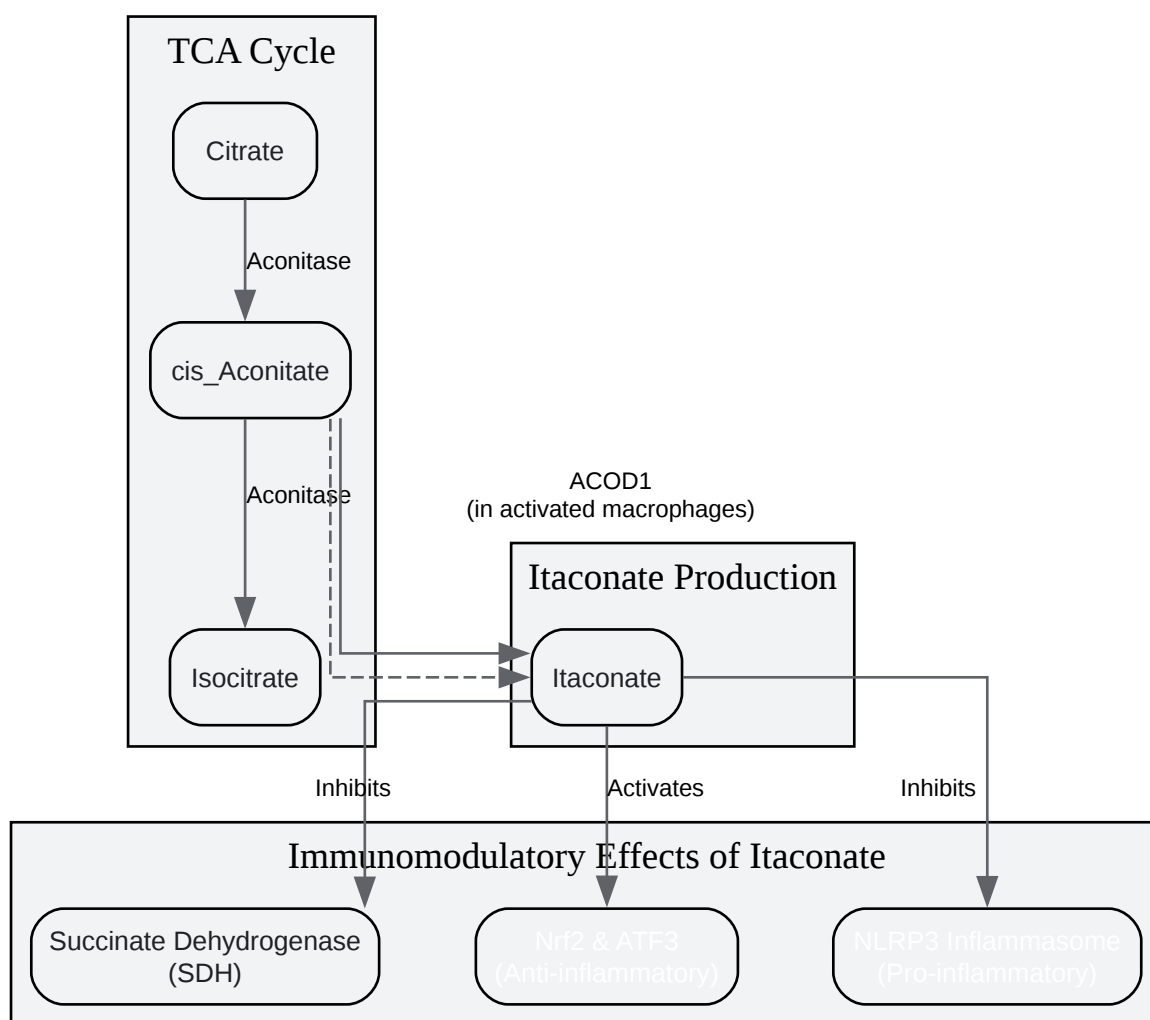 TCA Cycle
Citrate
Aconitase
cis_Aconitate
Aconitase
ACOD1
(in activated macrophages)
Itaconate Production
Isocitrate
Itaconate
Inhibits
Activates
Inhibits
Immunomodulatory Effects of Itaconate
Succinate Dehydrogenase
(SDH)
Nrf2 & ATF3
(Anti-inflammatory)
NLRP3 Inflammasome
(Pro-inflammatory)